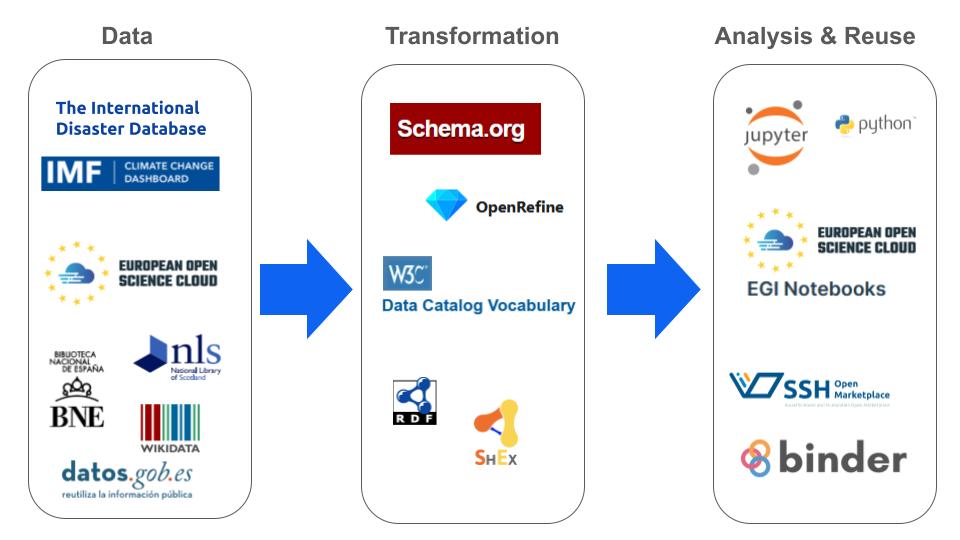 Data
The International
Disaster Database
IMF
CLIMATE CHANGE
DASHBOARD
EUROPEAN OPEN
SCIENCE CLOUD
BIBLIOTECA
NACIONAL
DE ESPAÑA
BNE
nls
National Library
of Scotland
WIKIDATA
datos.gob.es
reutiliza la información pública
Transformation
Schema.org
OpenRefine
W3C
Data Catalog Vocabulary
RDF
SHEX
Analysis & Reuse
jupyter
python
EUROPEAN OPEN
SCIENCE CLOUD
EGI Notebooks
SSH Open
Marketplace
binder